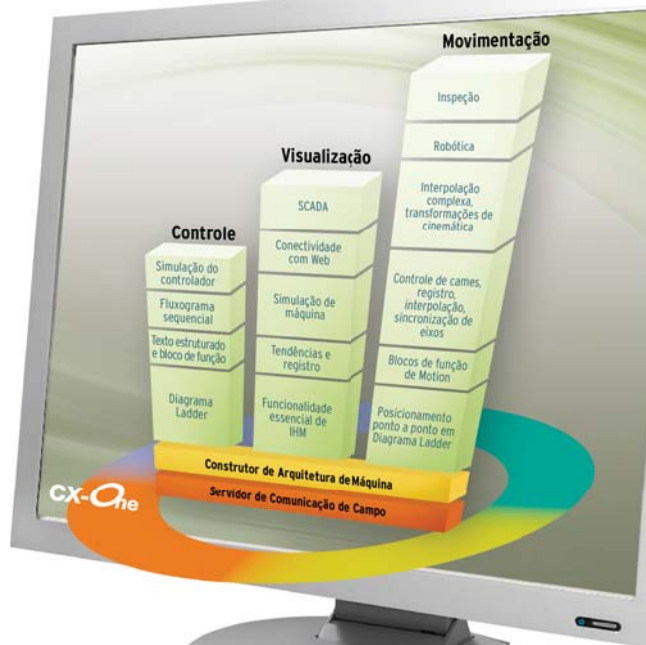 Movimentação
Inspeção
Robótica
Interpolação
complexa,
transformações de
cinemática
Controle de cames,
registro,
interpolação,
sincronização de
eixos
Blocos de função
de Motion
Posicionamento
ponto a ponto em
Diagrama Ladder
Visualização
SCADA
Conectividade
com Web
Simulação de
máquina
Tendências e
registro
Funcionalidade
essencial de
IHM
Controle
Simulação do
controlador
Fluxograma
sequencial
Texto estruturado
e bloco de função
Diagrama
Ladder
Construtor de Arquitetura de Máquina
Servidor de Comunicação de Campo
CX-One